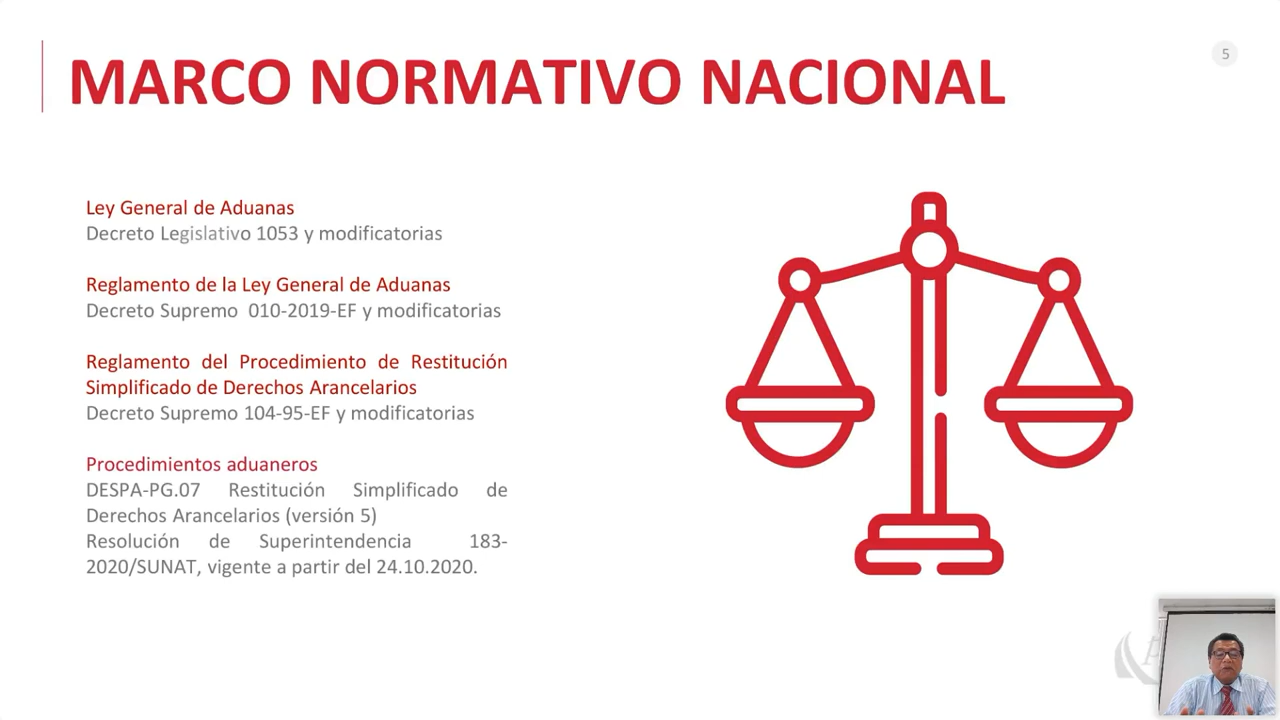 5
MARCO NORMATIVO NACIONAL
Ley General de Aduanas
Decreto Legislativo 1053 y modificatorias
Reglamento de la Ley General de Aduanas
Decreto Supremo 010-2019-EF y modificatorias
Reglamento del Procedimiento de Restitución
Simplificado de Derechos Arancelarios
Decreto Supremo 104-95-EF y modificatorias
Procedimientos aduaneros
DESPA-PG.07 Restitución Simplificado de
Derechos Arancelarios (versión 5)
Resolución de Superintendencia 183-
2020/SUNAT, vigente a partir del 24.10.2020.